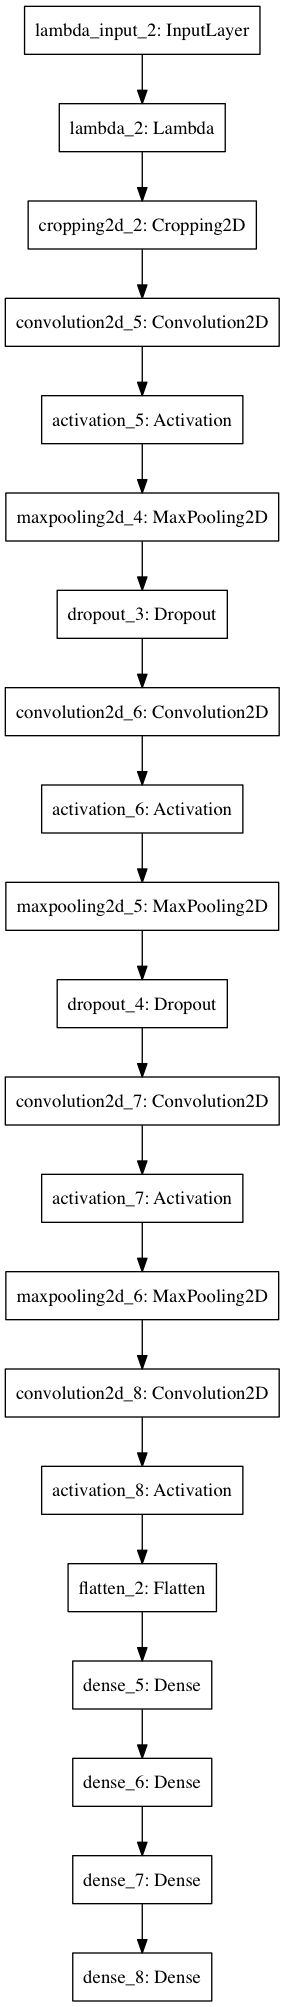 lambda_input_2: InputLayer
lambda_2: Lambda
cropping2d_2: Cropping2D
convolution2d_5: Convolution2D
activation_5: Activation
maxpooling2d_4: MaxPooling2D
dropout_3: Dropout
convolution2d_6: Convolution2D
activation_6: Activation
maxpooling2d_5: MaxPooling2D
dropout_4: Dropout
convolution2d_7: Convolution2D
activation_7: Activation
maxpooling2d_6: MaxPooling2D
convolution2d_8: Convolution2D
activation_8: Activation
flatten_2: Flatten
dense_5: Dense
dense_6: Dense
dense_7: Dense
dense_8: Dense